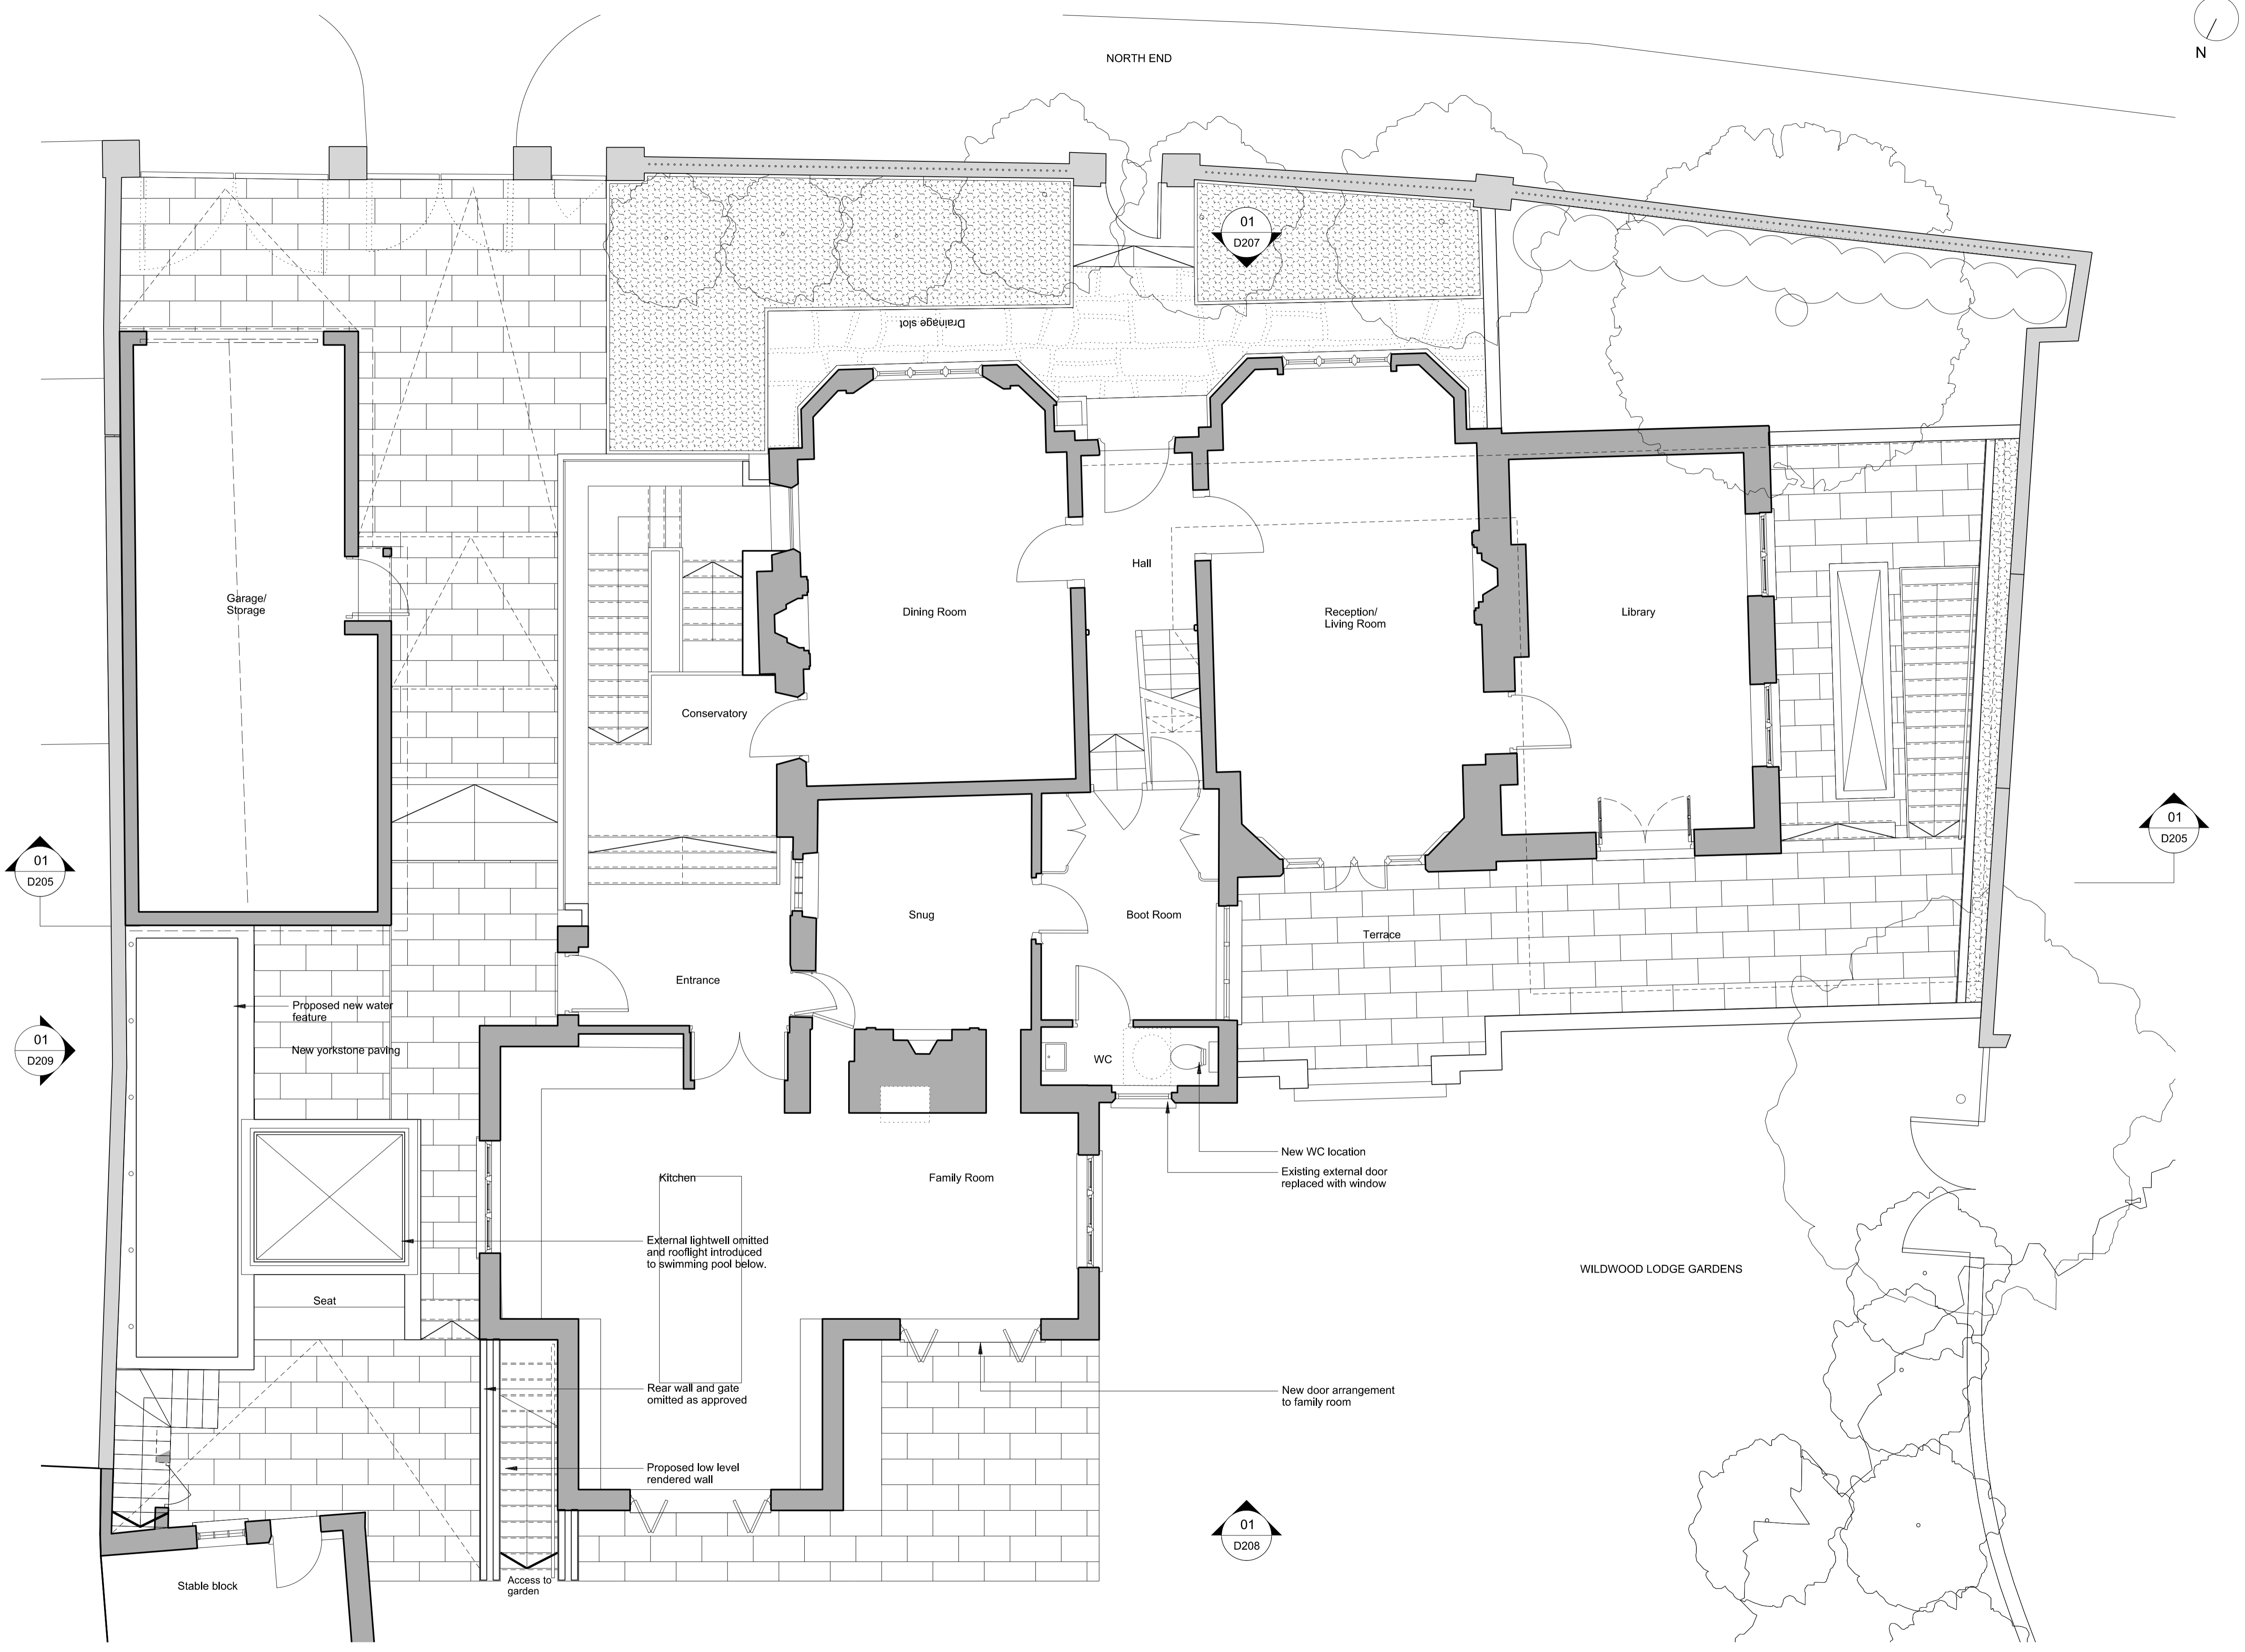 NORTH END
N
01
D207
Drainage slot
Garage/
Storage
Dining Room
Hall
Reception/
Living Room
Library
Conservatory
01
D205
01
D205
Snug
Boot Room
Terrace
Entrance
Proposed new water
feature
01
D209
New yorkstone paving
WC
New WC location
Existing external door
replaced with window
Kitchen
Family Room
External lightwell omitted
and rooflight introduced
to swimming pool below.
WILDWOOD LODGE GARDENS
Seat
Rear wall and gate
omitted as approved
New door arrangement
to family room
Proposed low level
rendered wall
01
D208
Stable block
Access to
garden